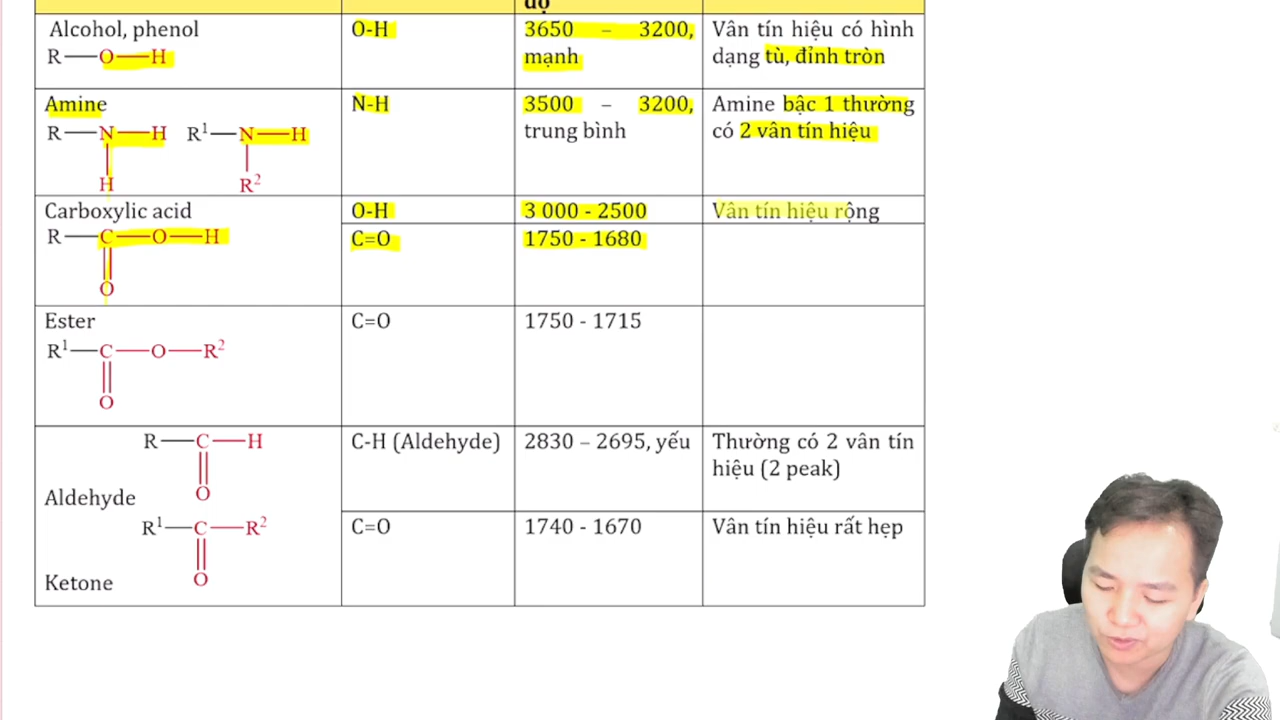 độ
Alcohol, phenol
R—O—H
O-H
3650 – 3200,
mạnh
Vân tín hiệu có hình
dạng tù, đỉnh tròn
Amine
R—N—H R¹—N—H
H R²
N-H
3500 – 3200,
trung bình
Amine bậc 1 thường
có 2 vân tín hiệu
Carboxylic acid
R—C—O—H
O
O-H
3 000 - 2500
Vân tín hiệu rộng
C=O
1750 - 1680
Ester
R¹—C—O—R²
O
C=O
1750 - 1715
R—C—H
O
Aldehyde
C-H (Aldehyde)
2830 – 2695, yếu
Thường có 2 vân tín
hiệu (2 peak)
R¹—C—R²
O
Ketone
C=O
1740 - 1670
Vân tín hiệu rất hẹp